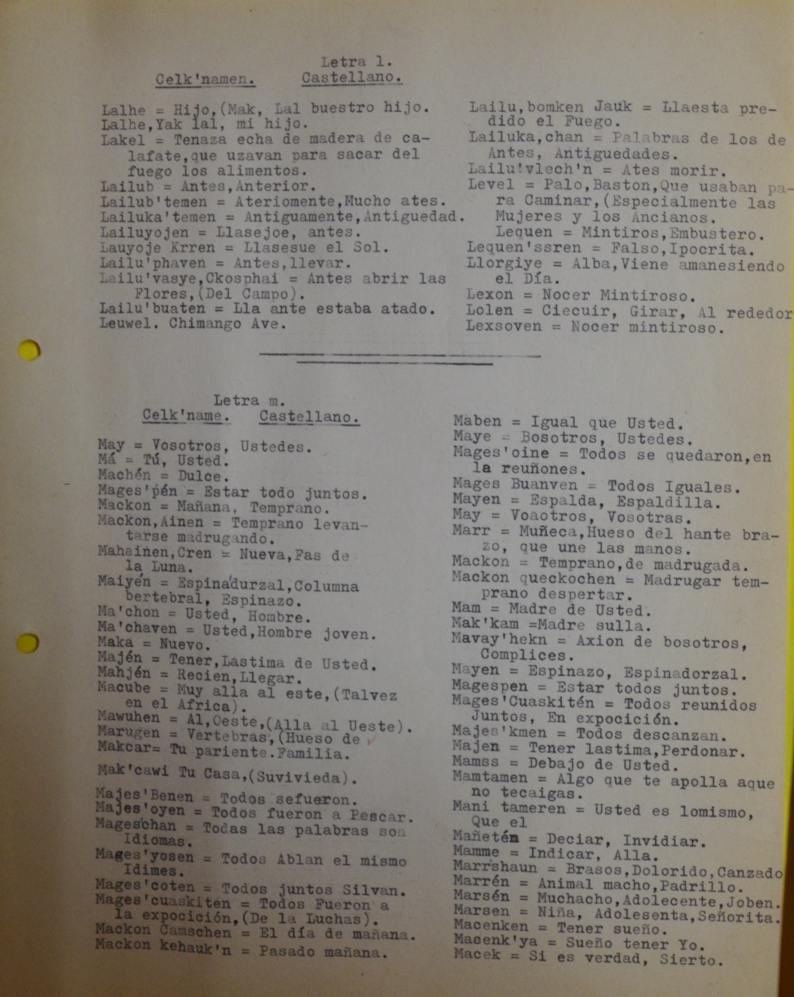 Letra l.
Celk'namen. Castellano.
Lalhe = Hijo,(Mak, Lal buestro hijo.
Lalhe,Yak lal, mi hijo.
Lakel = Tenaza echa de madera de ca-
lafate,que uzavan para sacar del
fuego los alimentos.
Lailub = Antes,Anterior.
Lailub'temen = Ateriomente,Mucho ates.
Lailuka'temen = Antiguamente,Antiguedad.
Lailuyojen = Llasejoe, antes.
Lauyoje Krren = Llasesue el Sol.
Lailu'phaven = Antes,llevar.
Lailu'vasye,Ckosphai = Antes abrir las
Flores,(Del Campo).
Lailu'buaten = Lla ante estaba atado.
Leuwel. Chimango Ave.
Lailu,bomken Jauk = Llaesta pre-
dido el Fuego.
Lailuka,chan = Palabras de los de
Antes, Antiguedades.
Lailu'vlech'n = Ates morir.
Level = Palo,Baston,Que usaban pa-
ra Caminar,(Especialmente las
Mujeres y los Ancianos.
Lequen = Mintiros,Embustero.
Lequen'ssren = Falso,Ipocrita.
Llorgiye = Alba,Viene amanesiendo
el Día.
Lexon = Nocer Mintiroso.
Lolen = Ciecuir, Girar, Al rededor
Lexsoven = Nocer mintiroso.
Letra m.
Celk'name. Castellano.
May = Vosotros, Ustedes.
Má = Tú, Usted.
Machén = Dulce.
Mages'pén = Estar todo juntos.
Mackon = Mañana, Temprano.
Mackon,Ainen = Temprano levan-
tarse madrugando.
Mahainen,Cren = Nueva,Fas de
la Luna.
Maiyen = Espinadurzal,Columna
bertebral, Espinazo.
Ma'chon = Usted, Hombre.
Ma'chaven = Usted,Hombre joven.
Maka = Nuevo.
Majén = Tener,Lastima de Usted.
Mahjén = Recien,Llegar.
Macube = Muy alla al este,(Talvez
en el Africa).
Mawuhen = Al,Oeste,(Alla al Ueste).
Marugen = Vertebras,(Hueso de
Makcar= Tu pariente.Familia.
Mak'cawi Tu Casa,(Suvivieda).
Majes'Benen = Todos sefueron.
Majes'oyen = Todos fueron a Pescar.
Mageschan = Todas las palabras son
Idiomas.
Mages'yosen = Todos Ablan el mismo
Idimes.
Mages'coten = Todos juntos Silvan.
Mages'cuaskitén = Todos Fueron a
la expocición,(De la Luchas).
Mackon Camschen = El día de mañana.
Mackon kehauk'n = Pasado mañana.
Maben = Igual que Usted.
Maye = Bosotros, Ustedes.
Mages'oine = Todos se quedaron,en
la reuñones.
Mages Buanven = Todos Iguales.
Mayen = Espalda, Espaldilla.
May = Voaotros, Vosotras.
Marr = Muñeca,Hueso del hante bra-
zo, que une las manos.
Mackon = Temprano,de madrugada.
Mackon queckochen = Madrugar tem-
prano despertar.
Mam = Madre de Usted.
Mak'kam =Madre sulla.
Mavay'hekn = Axion de bosotros,
Complices.
Mayen = Espinazo, Espinadorzal.
Magespen = Estar todos juntos.
Mages'Cuaskitén = Todos reunidos
Juntos, En expocición.
Majes'kmen = Todos descanzan.
Majen = Tener lastima,Perdonar.
Mamss = Debajo de Usted.
Mamtamen = Algo que te apolla aque
no tecaigas.
Mani tameren = Usted es lomismo,
Que el
Mañetén = Deciar, Invidiar.
Mamme = Indicar, Alla.
Marrshaun = Brasos,Dolorido,Canzado
Marrén = Animal macho,Padrillo.
Marsén = Muchacho,Adolecente,Joben.
Marsen = Niña, Adolesenta,Señorita.
Macenken = Tener sueño.
Macenk'ya = Sueño tener Yo.
Macek = Si es verdad, Sierto.